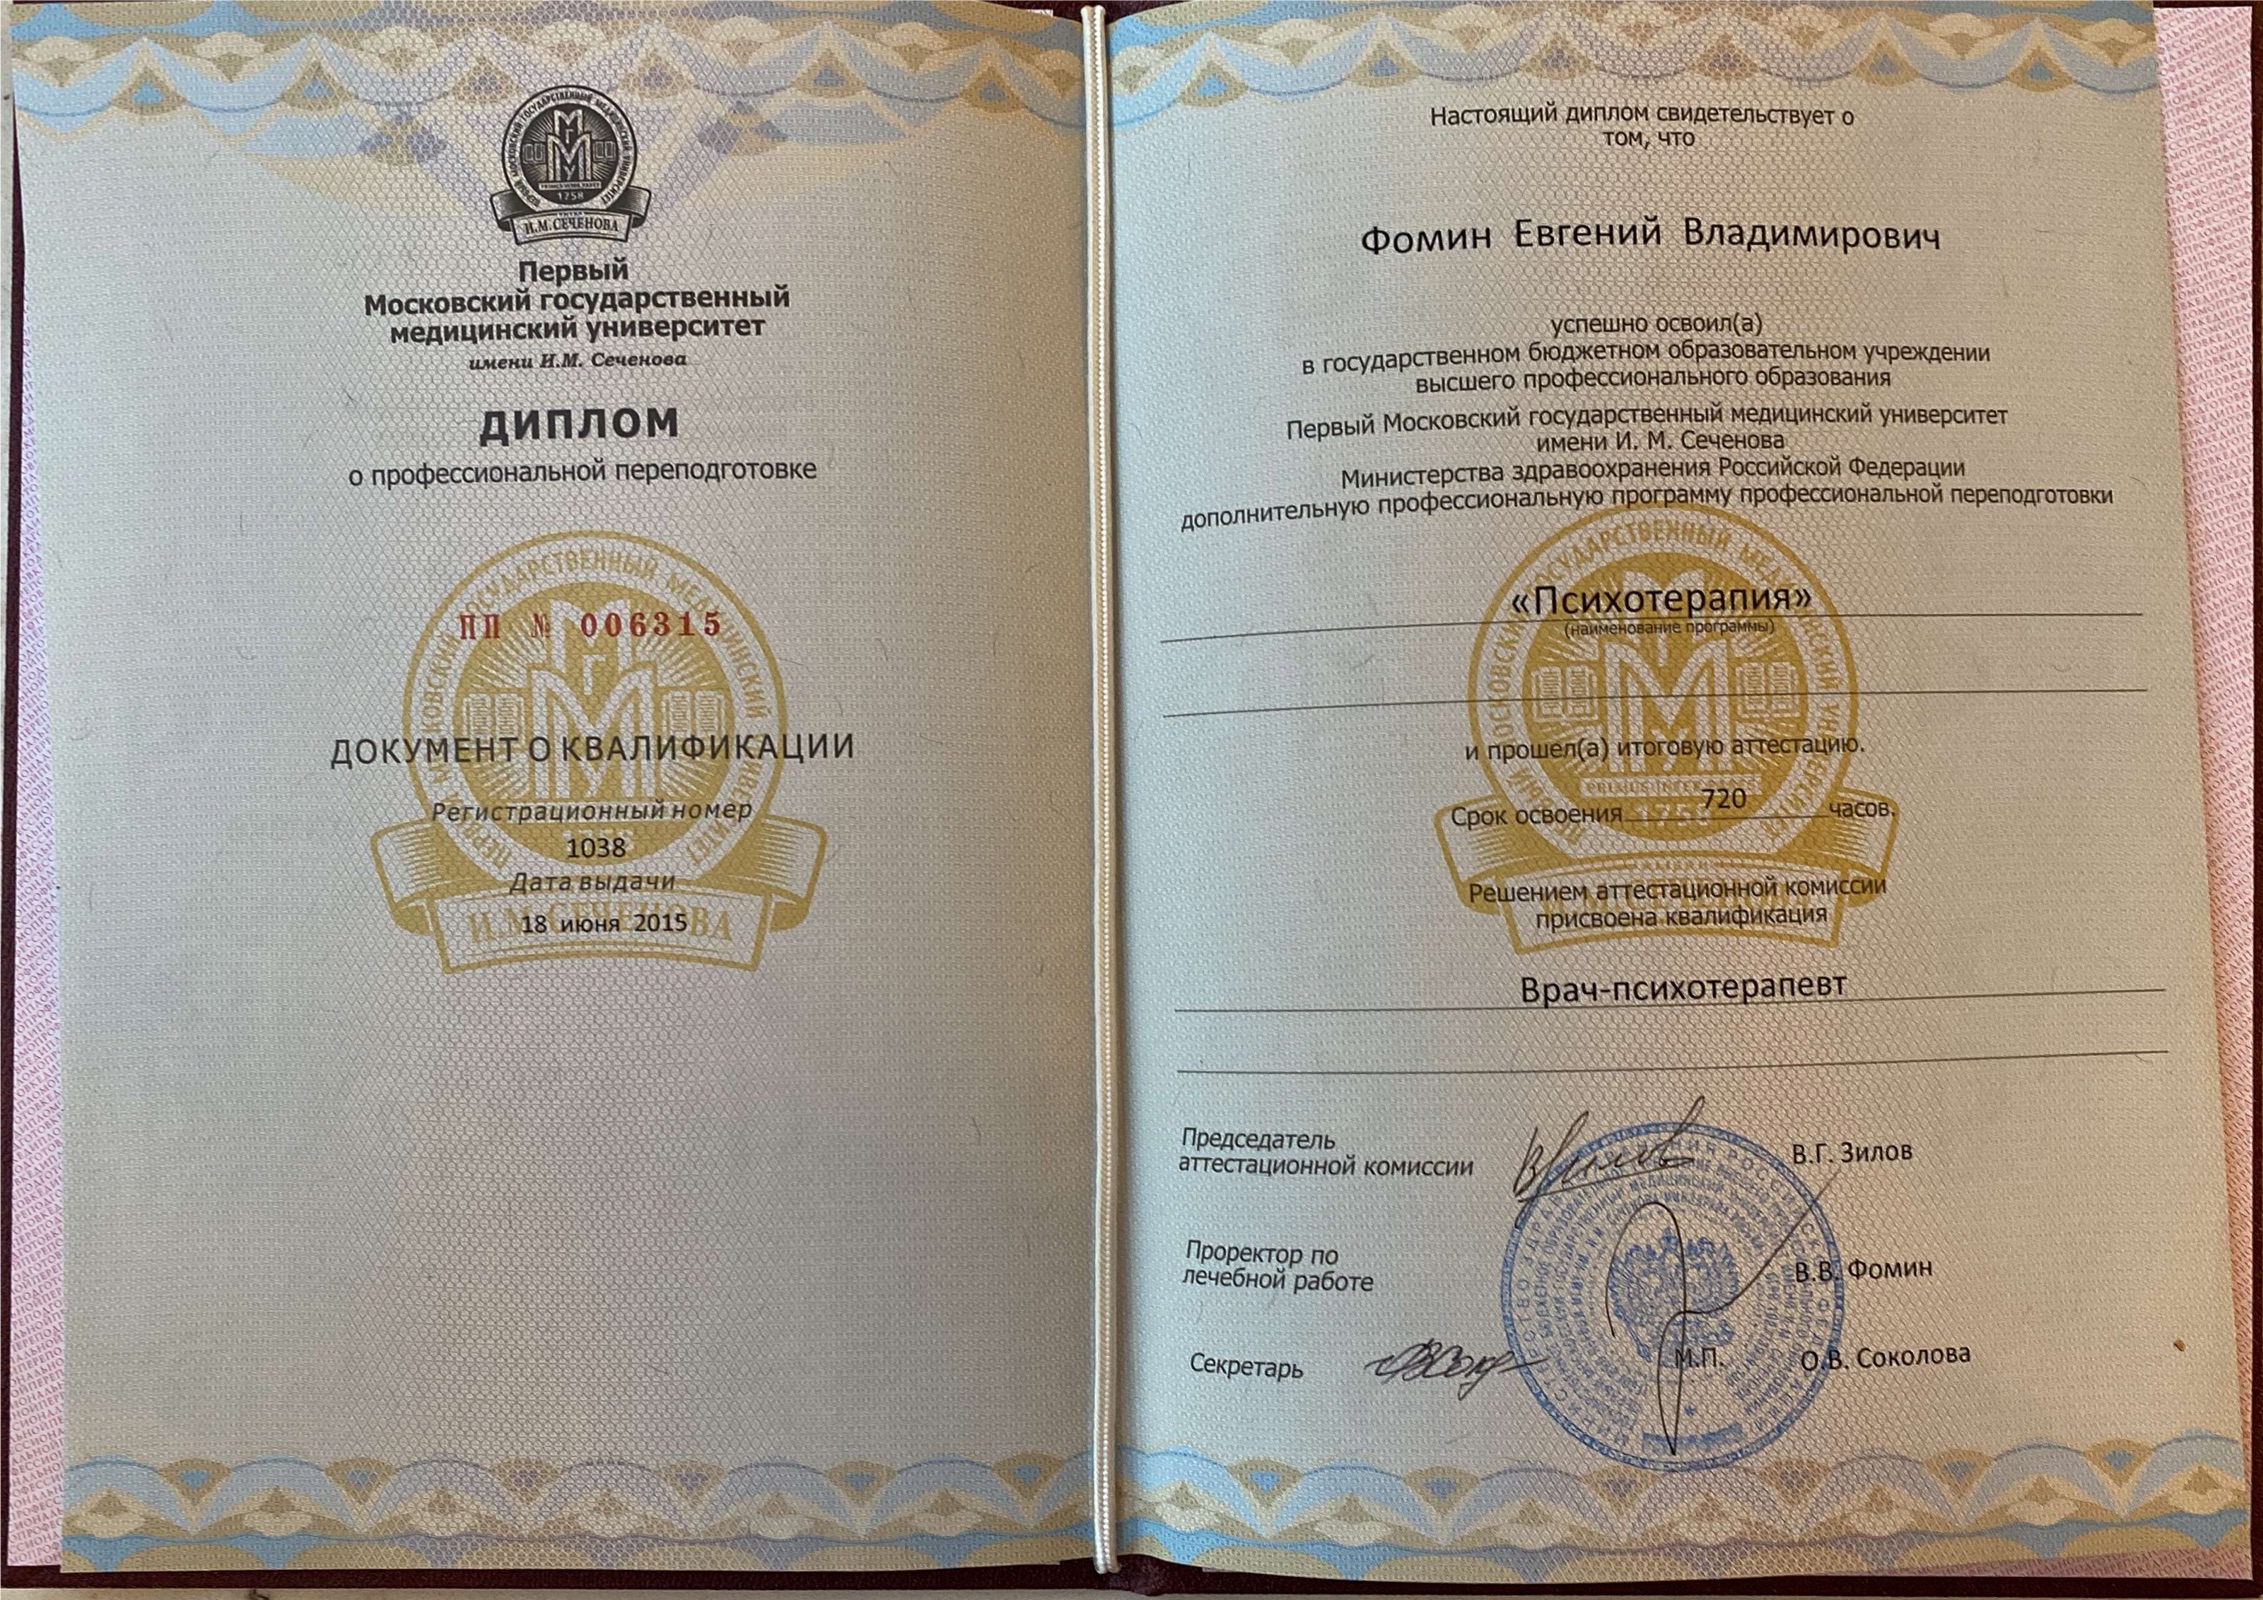 И.М. СЕЧЕНОВА
1758
Первый
Московский государственный
медицинский университет
имени И.М. Сеченова
ДИПЛОМ
о профессиональной переподготовке
ПП № 006315
ДОКУМЕНТ О КВАЛИФИКАЦИИ
Регистрационный номер
1038
Дата выдачи
18 июня 2015
И.М. СЕЧЕНОВА
Настоящий диплом свидетельствует о
том, что
Фомин Евгений Владимирович
успешно освоил(а)
в государственном бюджетном образовательном учреждении
высшего профессионального образования
Первый Московский государственный медицинский университет
имени И. М. Сеченова
Министерства здравоохранения Российской Федерации
дополнительную профессиональную программу профессиональной переподготовки
«Психотерапия»
(наименование программы)
и прошел(а) итоговую аттестацию.
Срок освоения 720 часов.
Решением аттестационной комиссии
присвоена квалификация
Врач-психотерапевт
Председатель
аттестационной комиссии
В.Г. Зилов
Проректор по
лечебной работе
В.В. Фомин
Секретарь
М.П.
О.В. Соколова